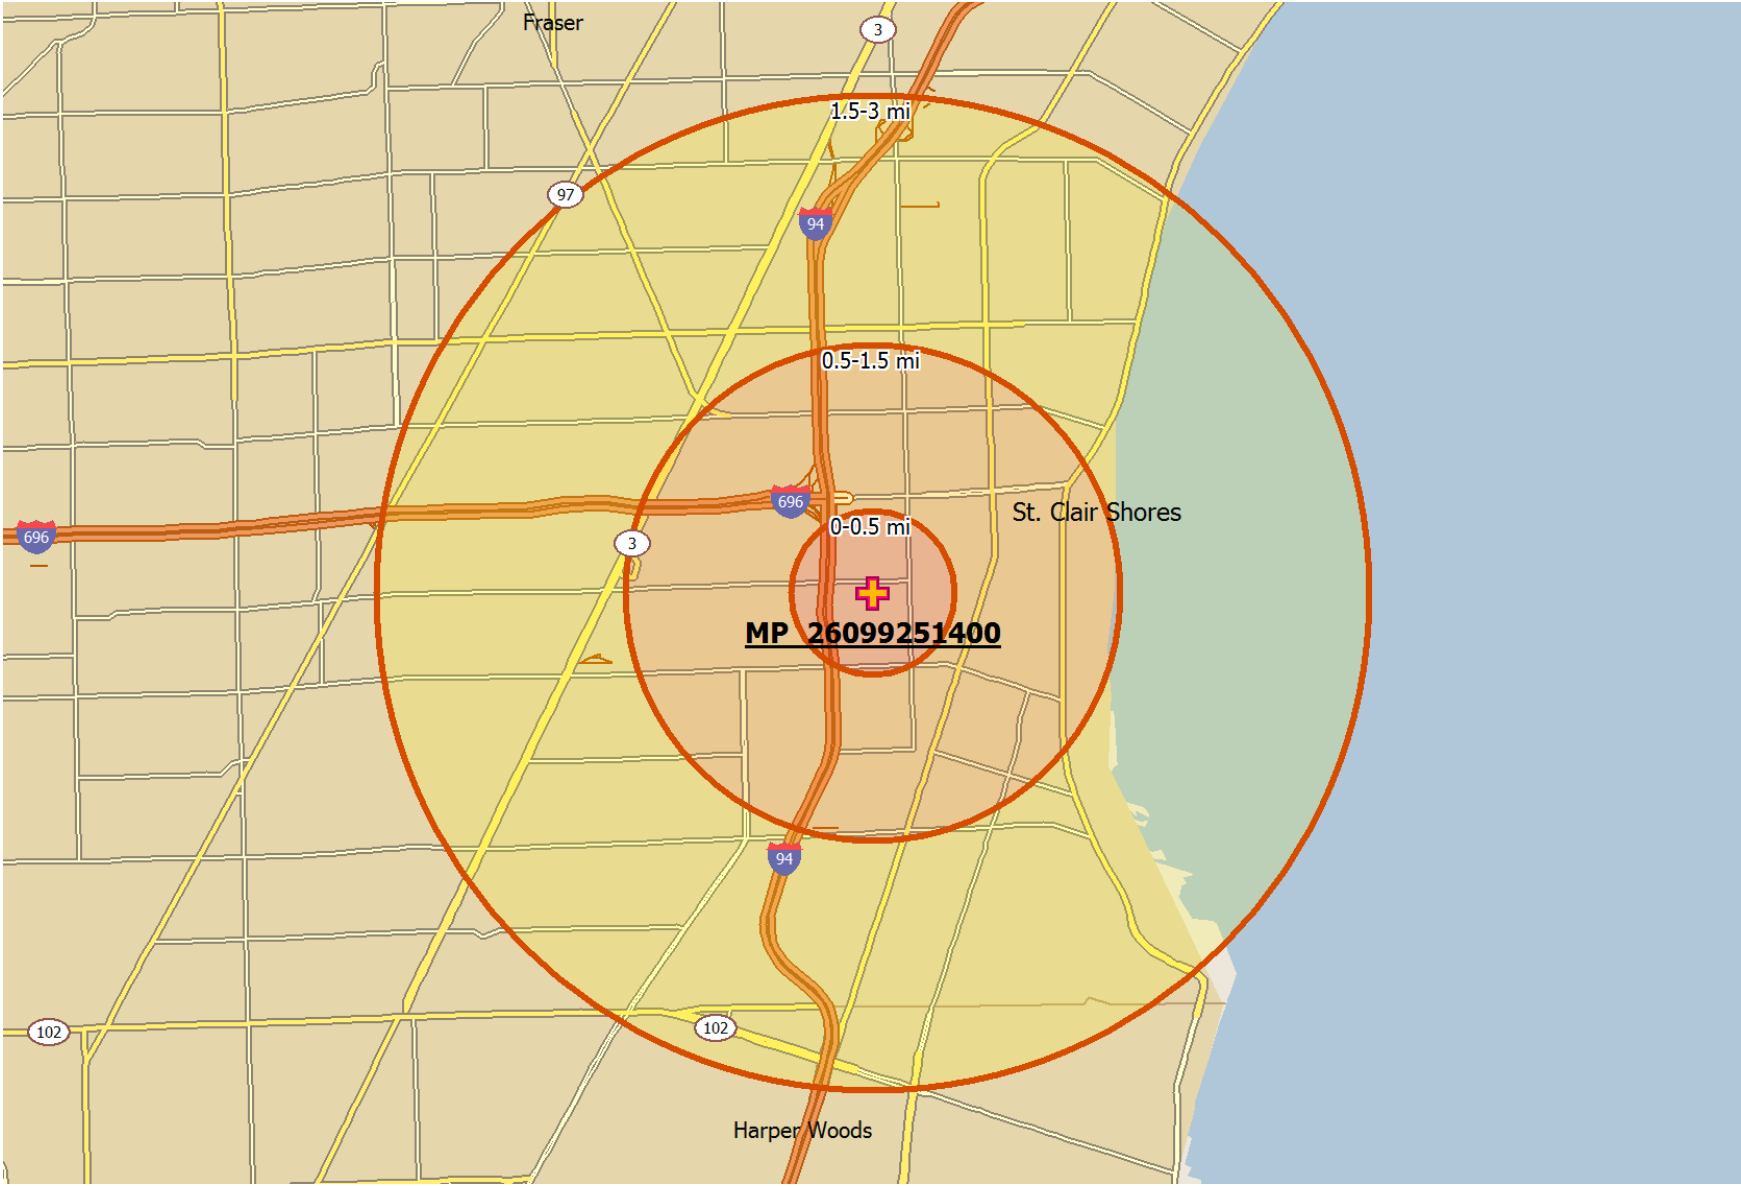 Fraser
3
1.5-3 mi
97
94
0.5-1.5 mi
696
St. Clair Shores
0-0.5 mi
696
3
MP 26099251400
94
102
102
Harper Woods